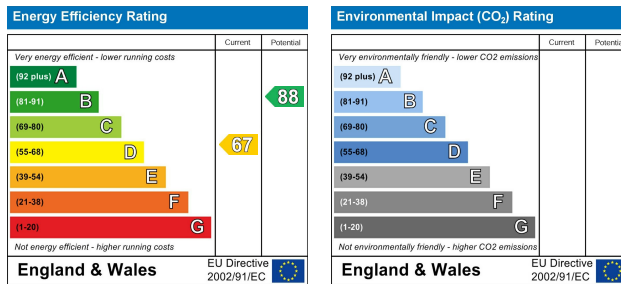 Energy Efficiency Rating
Current Potential
Very energy efficient - lower running costs
(92 plus) A
(81-91) B
88
(69-80) C
(55-68) D
67
(39-54) E
(21-38) F
(1-20) G
Not energy efficient - higher running costs
England & Wales
EU Directive
2002/91/EC
Environmental Impact (CO₂) Rating
Current Potential
Very environmentally friendly - lower CO2 emissions
(92 plus) A
(81-91) B
(69-80) C
(55-68) D
(39-54) E
(21-38) F
(1-20) G
Not environmentally friendly - higher CO2 emissions
England & Wales
EU Directive
2002/91/EC